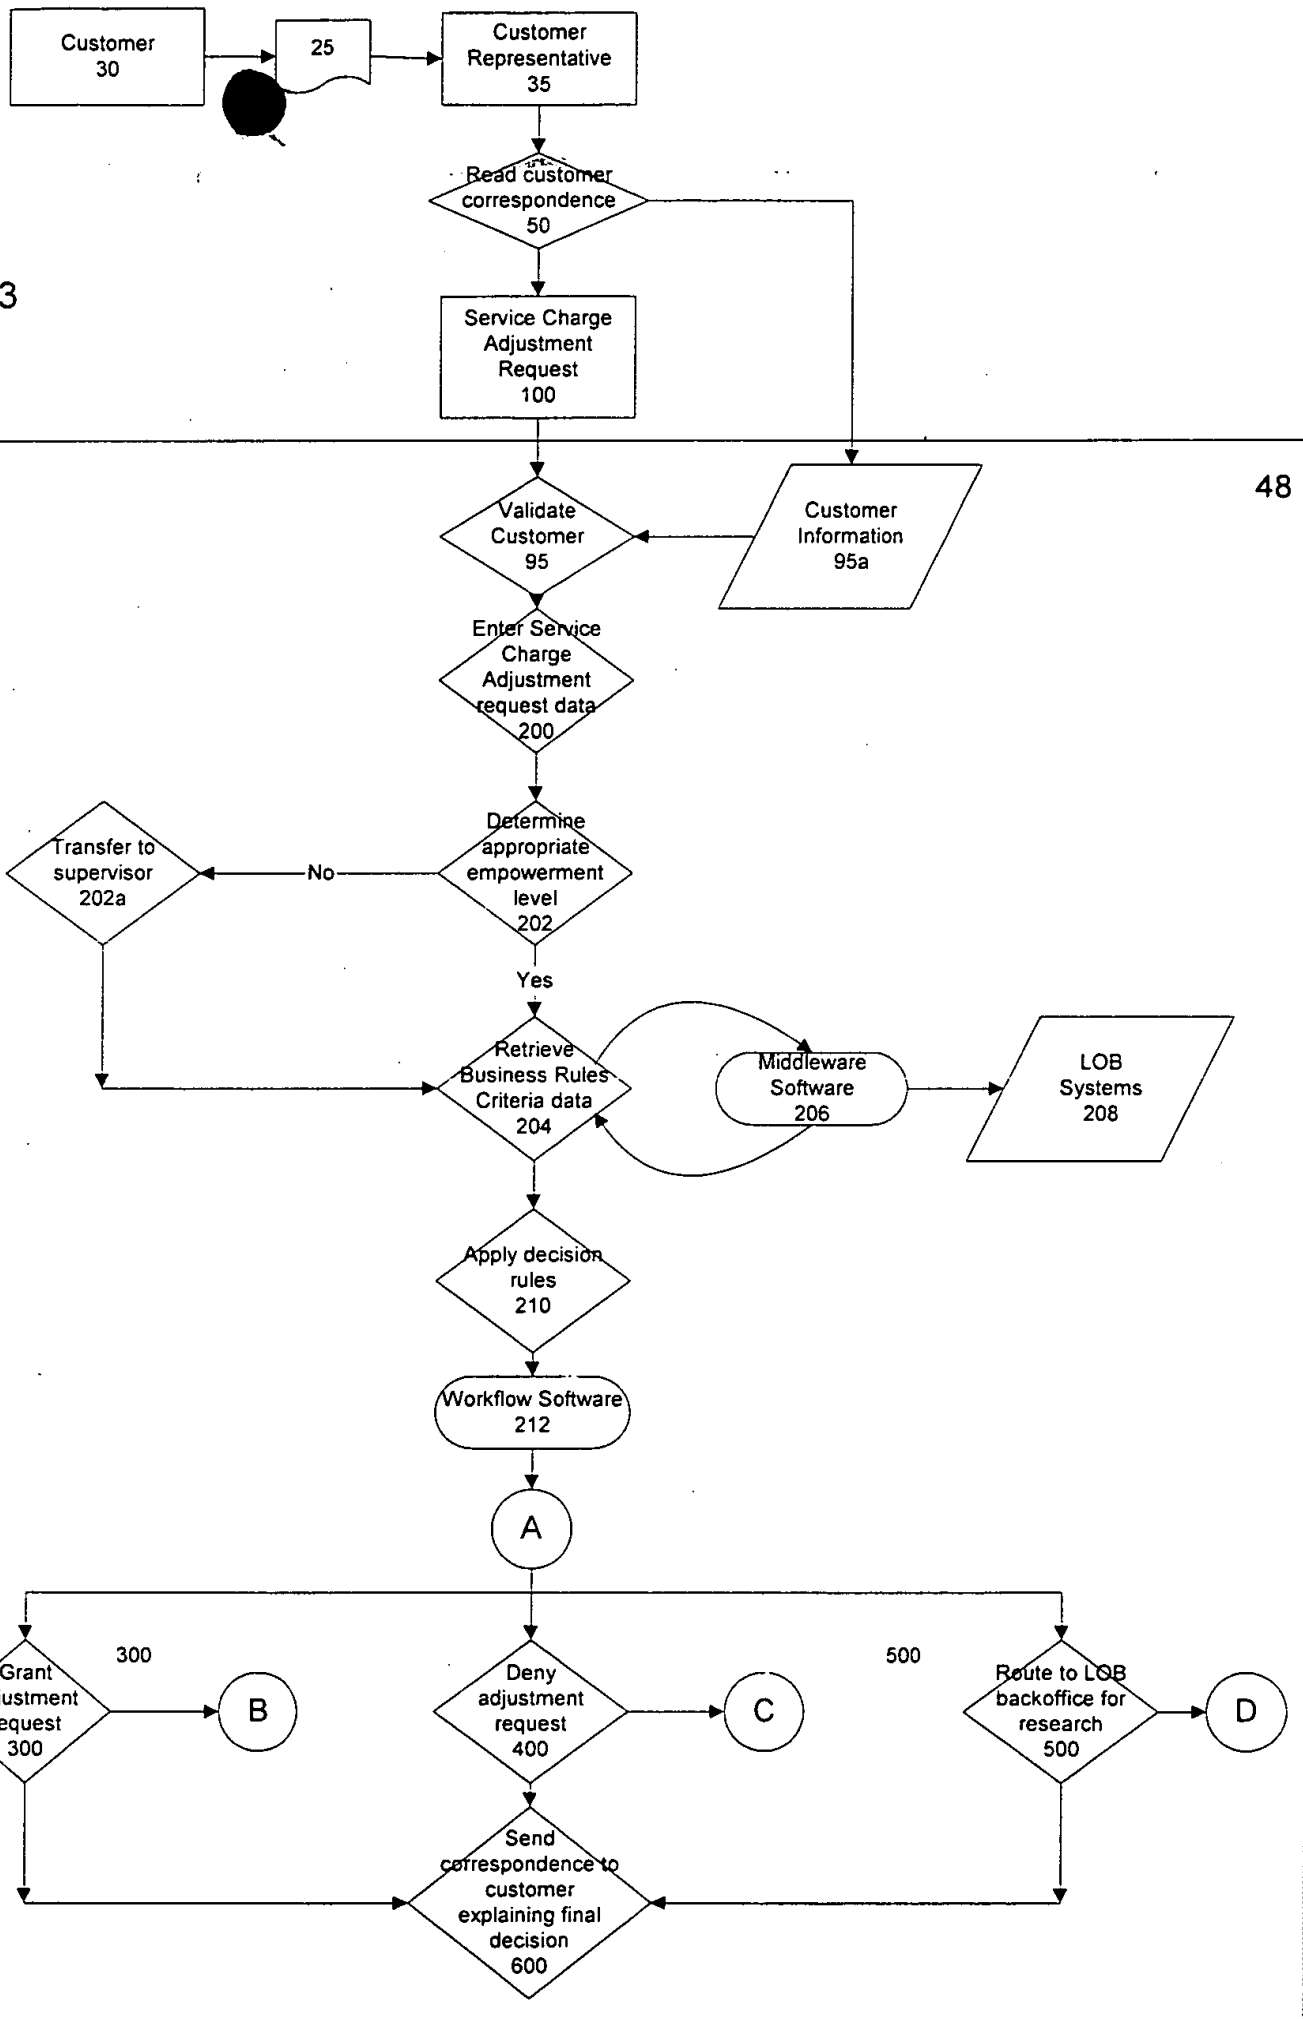 Customer
30
25
Customer
Representative
35
Read customer
correspondence
50
3
Service Charge
Adjustment
Request
100
48
Validate
Customer
95
Customer
Information
95a
Enter Service
Charge
Adjustment
request data
200
Transfer to
supervisor
202a
No
Determine
appropriate
empowerment
level
202
Yes
Retrieve
Business Rules
Criteria data
204
Middleware
Software
206
LOB
Systems
208
Apply decision
rules
210
Workflow Software
212
A
300
500
Grant
justment
equest
300
B
Deny
adjustment
request
400
C
Route to LOB
backoffice for
research
500
D
Send
correspondence to
customer
explaining final
decision
600